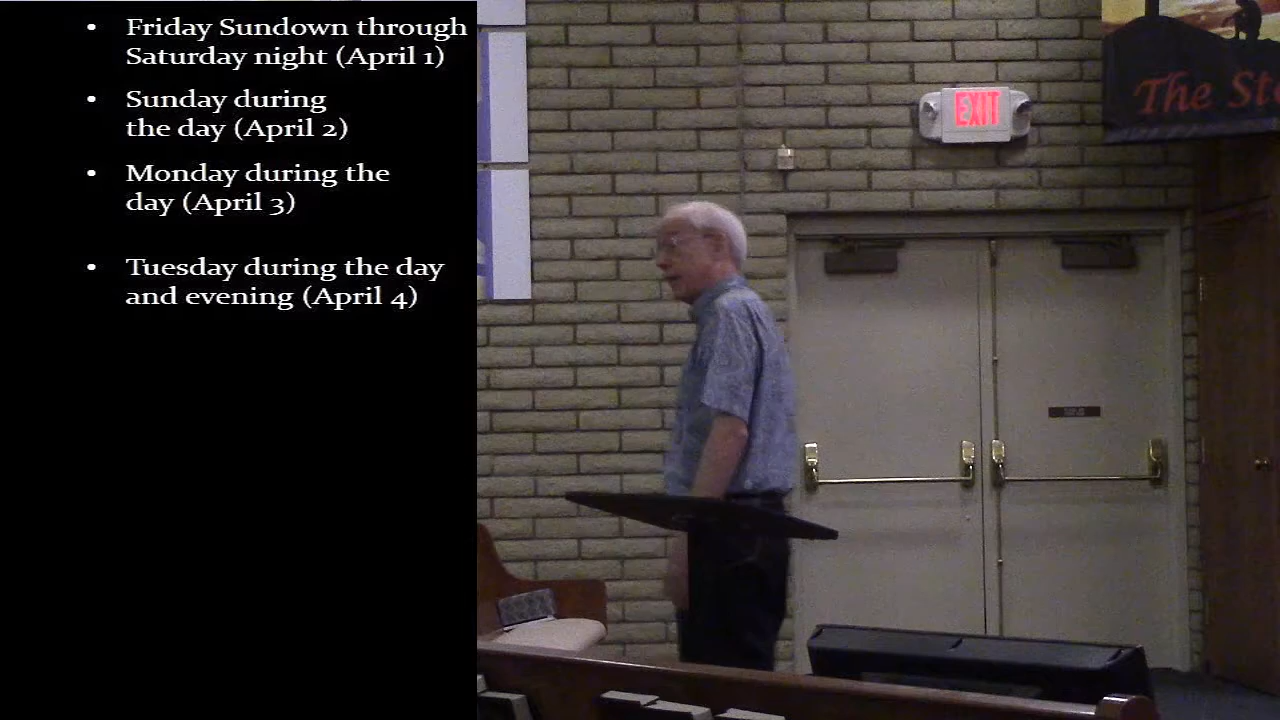 • Friday Sundown through
Saturday night (April 1)
• Sunday during
the day (April 2)
• Monday during the
day (April 3)
• Tuesday during the day
and evening (April 4)
EXIT
The